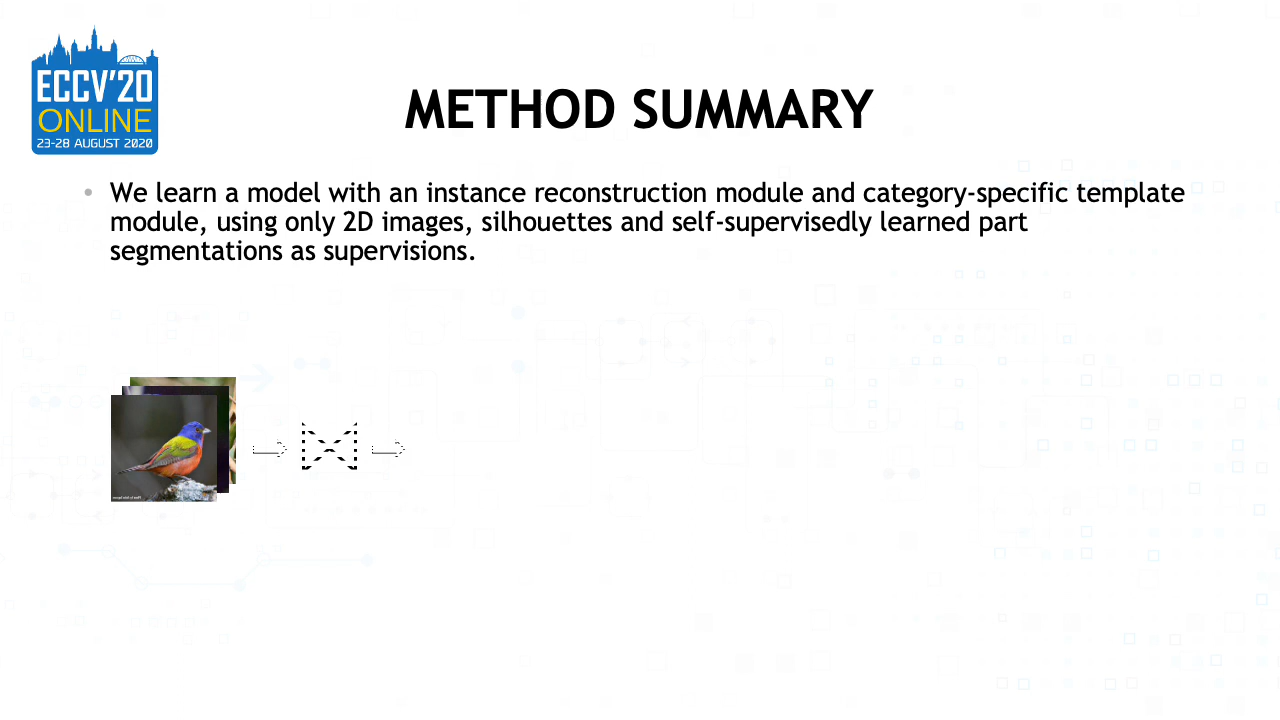 ECCV'20
ONLINE
23-28 AUGUST 2020
METHOD SUMMARY
• We learn a model with an instance reconstruction module and category-specific template
module, using only 2D images, silhouettes and self-supervisedly learned part
segmentations as supervisions.